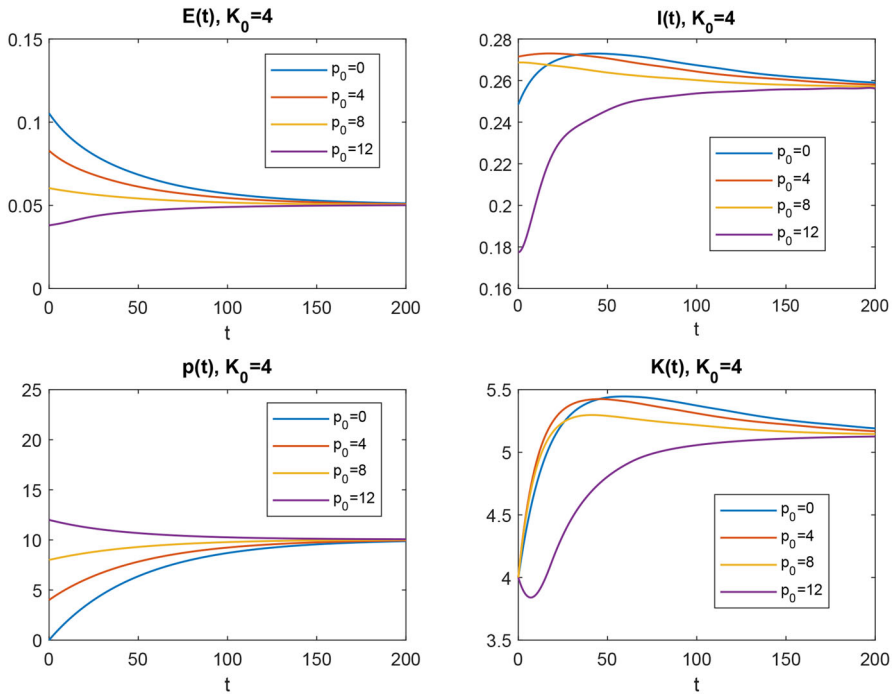 E(t), K₀=4
0.15
0.1
0.05
0
0 50 100 150 200
t
p₀=0
p₀=4
p₀=8
p₀=12
I(t), K₀=4
0.28
0.26
0.24
0.22
0.2
0.18
0.16
0 50 100 150 200
t
p₀=0
p₀=4
p₀=8
p₀=12
p(t), K₀=4
25
20
15
10
5
0
0 50 100 150 200
t
p₀=0
p₀=4
p₀=8
p₀=12
K(t), K₀=4
5.5
5
4.5
4
3.5
0 50 100 150 200
t
p₀=0
p₀=4
p₀=8
p₀=12